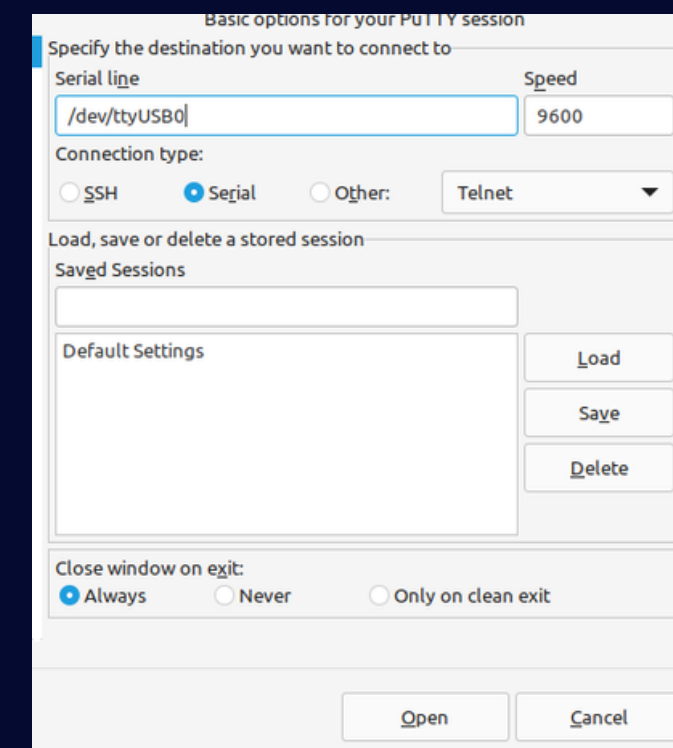 Basic options for your PuTTY session
Specify the destination you want to connect to
Serial line Speed
/dev/ttyUSB0 9600
Connection type:
SSH Serial Other: Telnet
Load, save or delete a stored session
Saved Sessions
Default Settings
Load
Save
Delete
Close window on exit:
Always Never Only on clean exit
Open Cancel